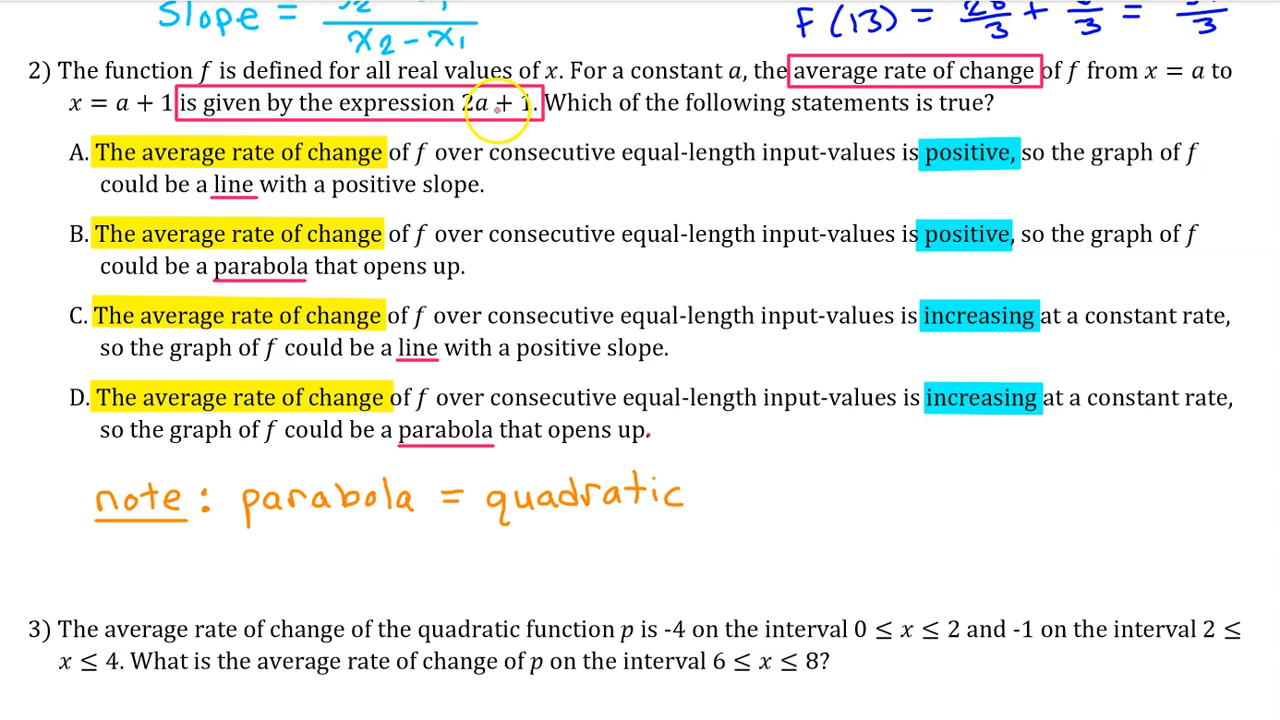 Slope =
x₂ - x₁
F (13) = 26/3 + 8/3 = /3
2) The function f is defined for all real values of x. For a constant a, the average rate of change of f from x = a to
x = a + 1 is given by the expression 2a + 1. Which of the following statements is true?
A. The average rate of change of f over consecutive equal-length input-values is positive, so the graph of f
could be a line with a positive slope.
B. The average rate of change of f over consecutive equal-length input-values is positive, so the graph of f
could be a parabola that opens up.
C. The average rate of change of f over consecutive equal-length input-values is increasing at a constant rate,
so the graph of f could be a line with a positive slope.
D. The average rate of change of f over consecutive equal-length input-values is increasing at a constant rate,
so the graph of f could be a parabola that opens up.
note: parabola = quadratic
3) The average rate of change of the quadratic function p is -4 on the interval 0 ≤ x ≤ 2 and -1 on the interval 2 ≤
x ≤ 4. What is the average rate of change of p on the interval 6 ≤ x ≤ 8?